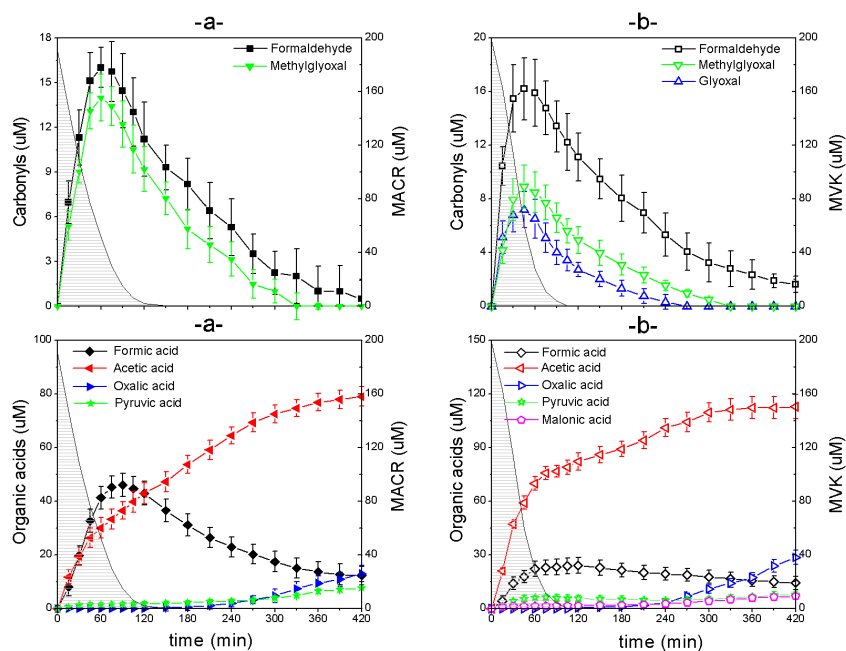 -a-
18
15
12
9
6
3
0
Carbonyls (uM)
Formaldehyde
Methylglyoxal
200
160
120
80
40
0
MACR (uM)
-b-
20
16
12
8
4
0
Carbonyls (uM)
Formaldehyde
Methylglyoxal
Glyoxal
200
160
120
80
40
0
MVK (uM)
-a-
100
80
60
40
20
0
Organic acids (uM)
Formic acid
Acetic acid
Oxalic acid
Pyruvic acid
200
160
120
80
40
0
MACR (uM)
0 60 120 180 240 300 360 420
time (min)
-b-
150
120
90
60
30
0
Organic acids (uM)
Formic acid
Acetic acid
Oxalic acid
Pyruvic acid
Malonic acid
200
160
120
80
40
0
MVK (uM)
0 60 120 180 240 300 360 420
time (min)